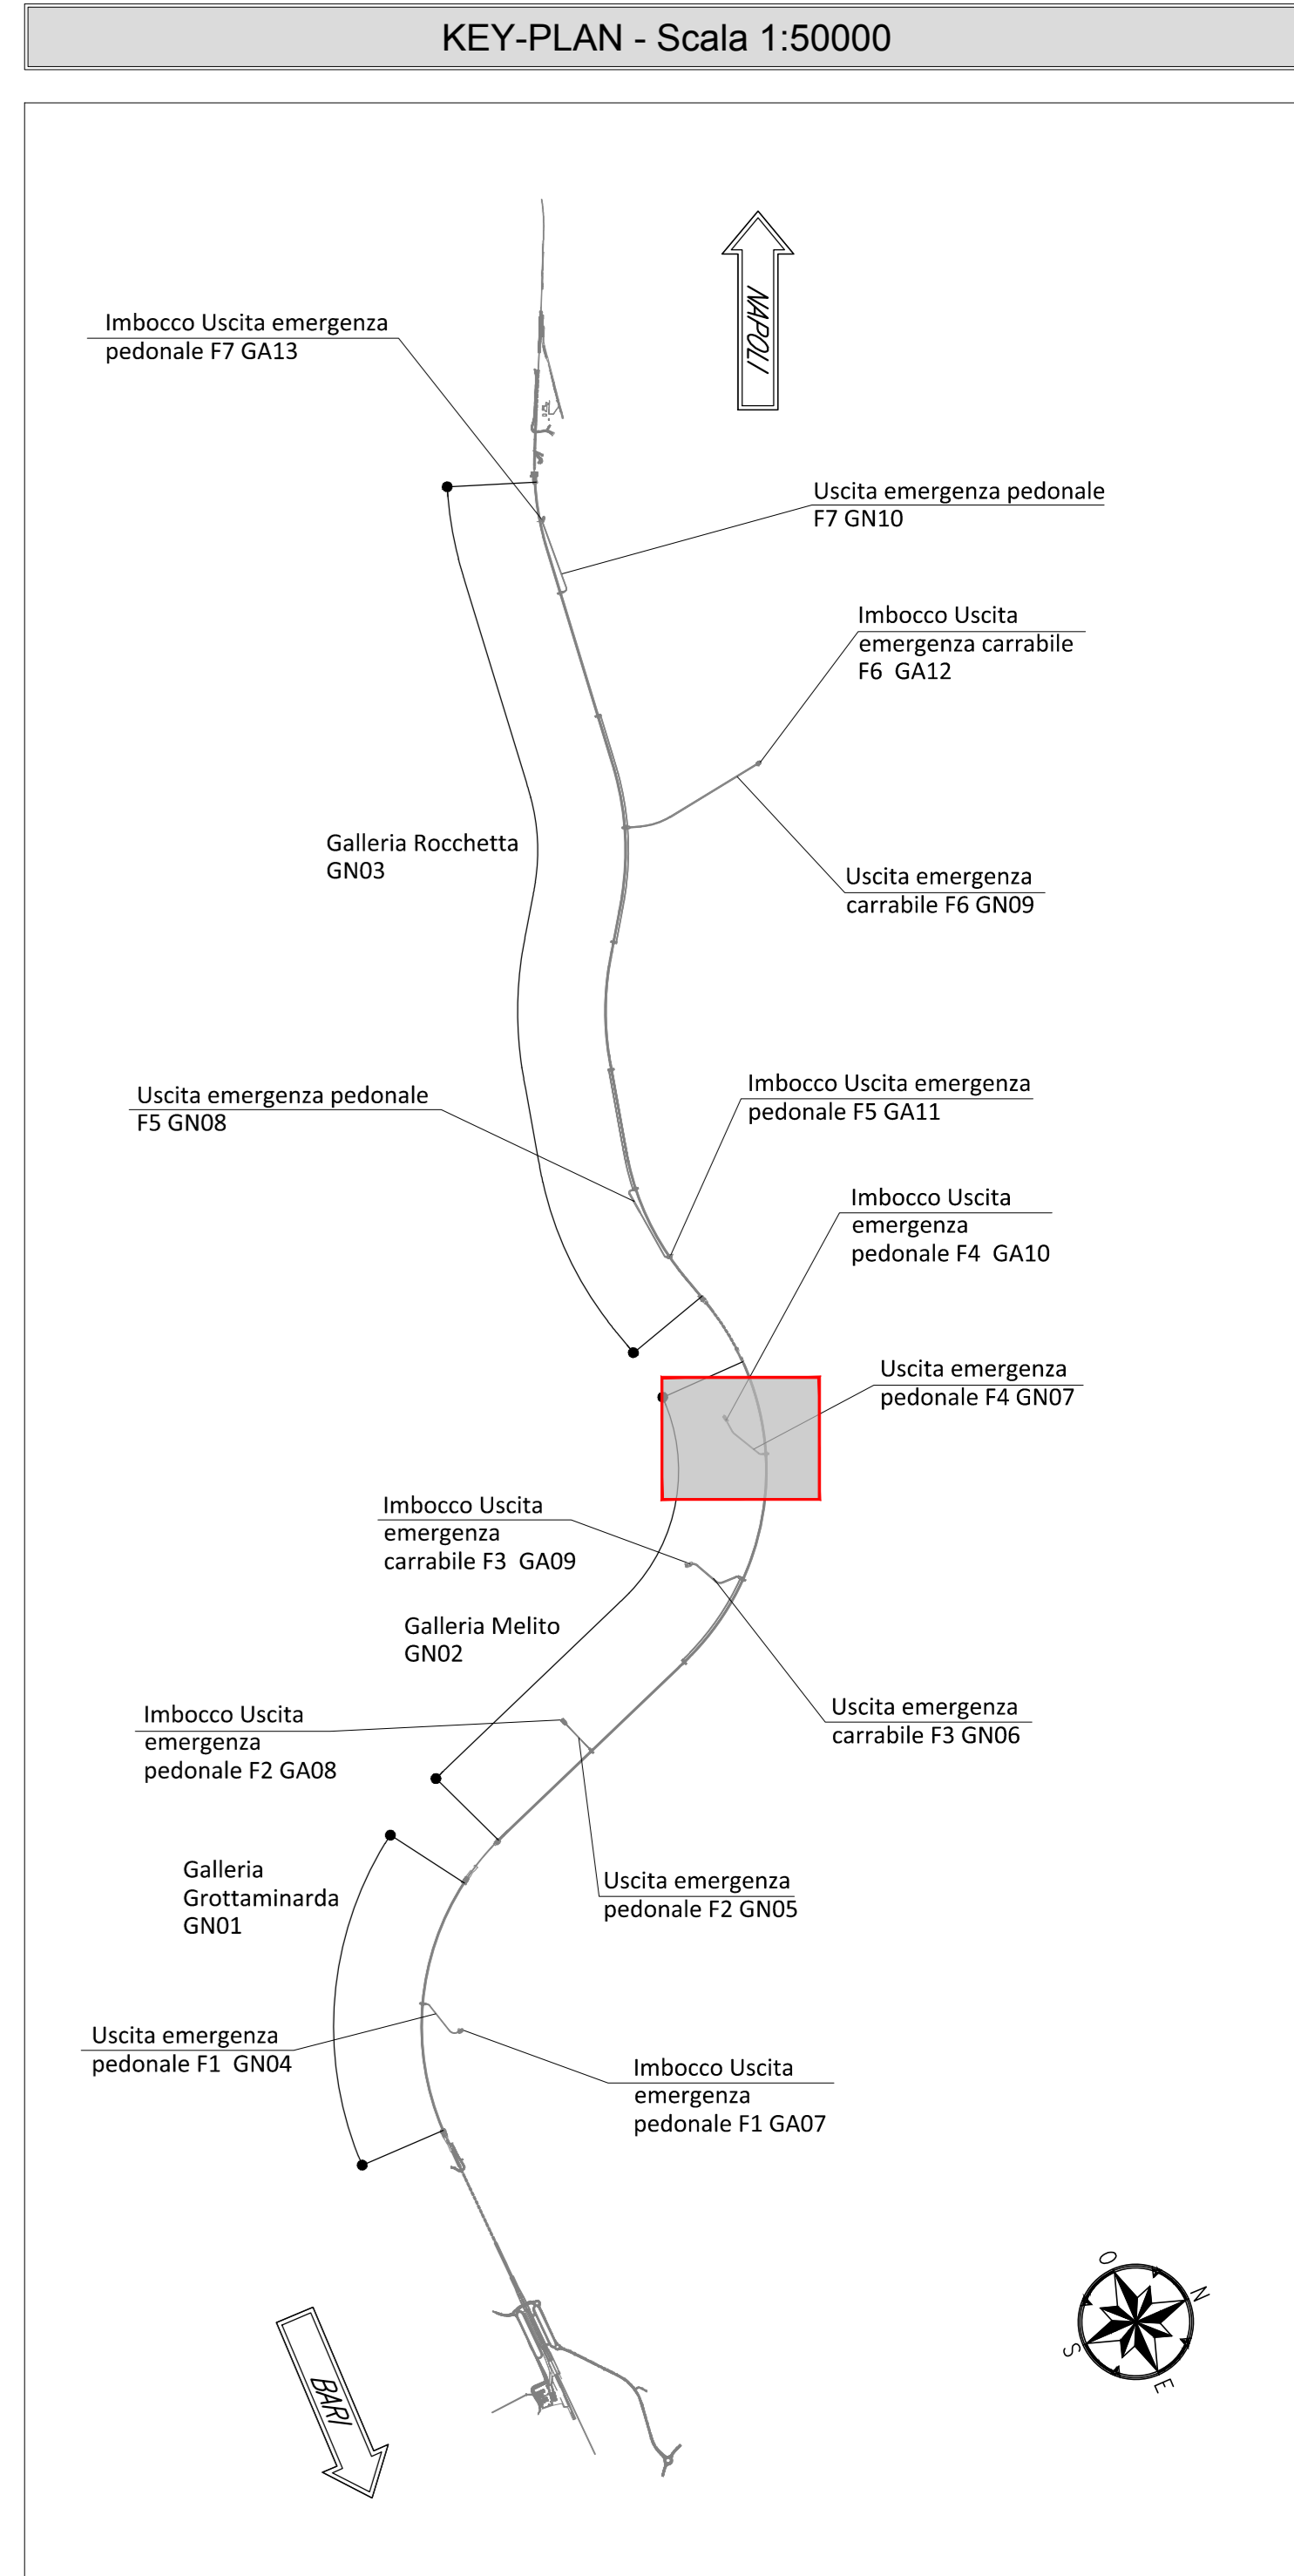 KEY-PLAN - Scala 1:50000
NAPOLI
Imbocco Uscita emergenza
pedonale F7 GA13
Uscita emergenza pedonale
F7 GN10
Imbocco Uscita
emergenza carrabile
F6 GA12
Galleria Rocchetta
GN03
Uscita emergenza
carrabile F6 GN09
Uscita emergenza pedonale
F5 GN08
Imbocco Uscita emergenza
pedonale F5 GA11
Imbocco Uscita
emergenza
pedonale F4 GA10
Uscita emergenza
pedonale F4 GN07
Imbocco Uscita
emergenza
carrabile F3 GA09
Galleria Melito
GN02
Imbocco Uscita
emergenza
pedonale F2 GA08
Uscita emergenza
carrabile F3 GN06
Galleria
Grottaminarda
GN01
Uscita emergenza
pedonale F2 GN05
Uscita emergenza
pedonale F1 GN04
Imbocco Uscita
emergenza
pedonale F1 GA07
BARI
O
N
S
E